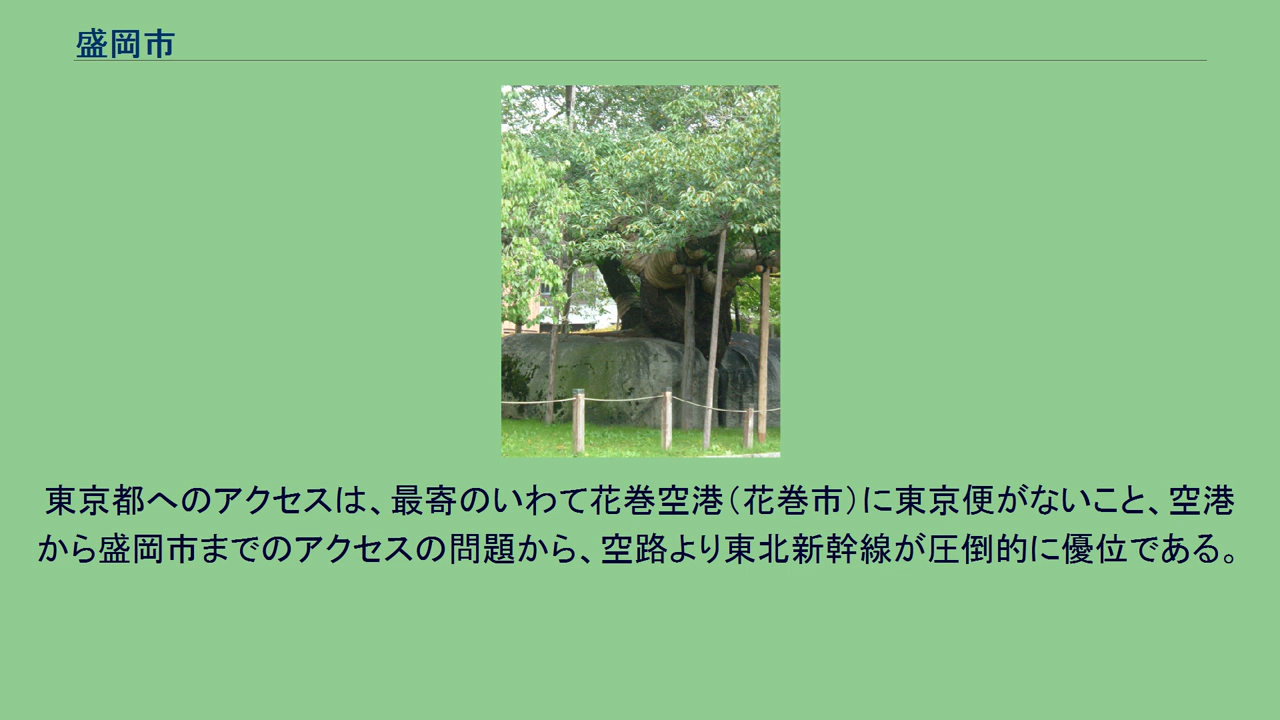 盛岡市
東京都へのアクセスは、最寄のいわて花巻空港（花巻市）に東京便がないこと、空港
から盛岡市までのアクセスの問題から、空路より東北新幹線が圧倒的に優位である。